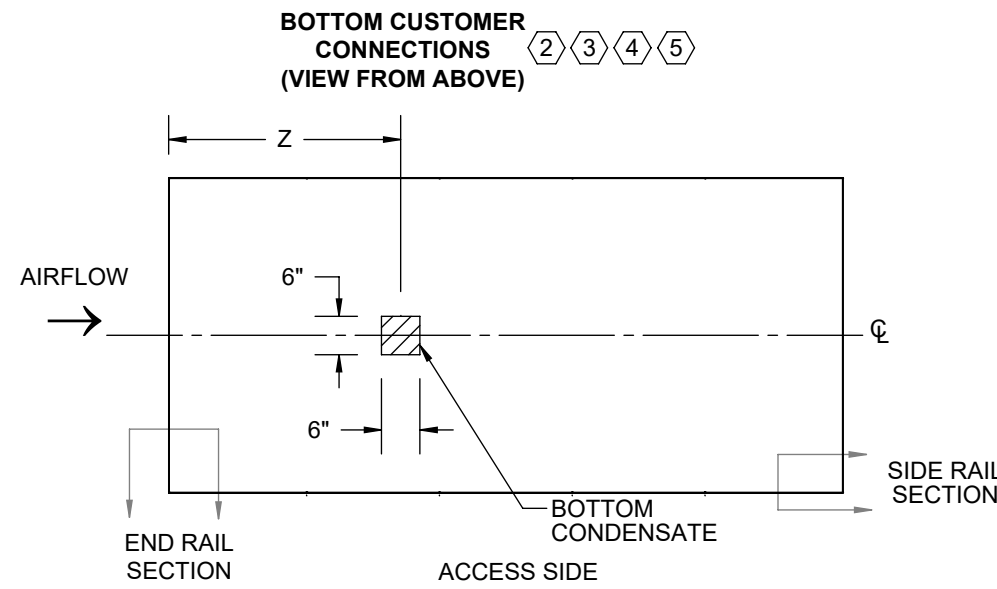 BOTTOM CUSTOMER
CONNECTIONS
(VIEW FROM ABOVE)
2 3 4 5
Z
AIRFLOW
6"
℄
6"
SIDE RAIL
SECTION
BOTTOM
CONDENSATE
END RAIL
SECTION
ACCESS SIDE